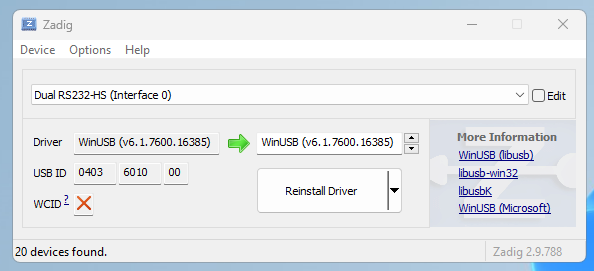 Zadig
Device Options Help
Dual RS232-HS (Interface 0)
Edit
Driver WinUSB (v6.1.7600.16385) WinUSB (v6.1.7600.16385)
USB ID 0403 6010 00
WCID ?
Reinstall Driver
More Information
WinUSB (libusb)
libusb-win32
libusbK
WinUSB (Microsoft)
20 devices found.
Zadig 2.9.788